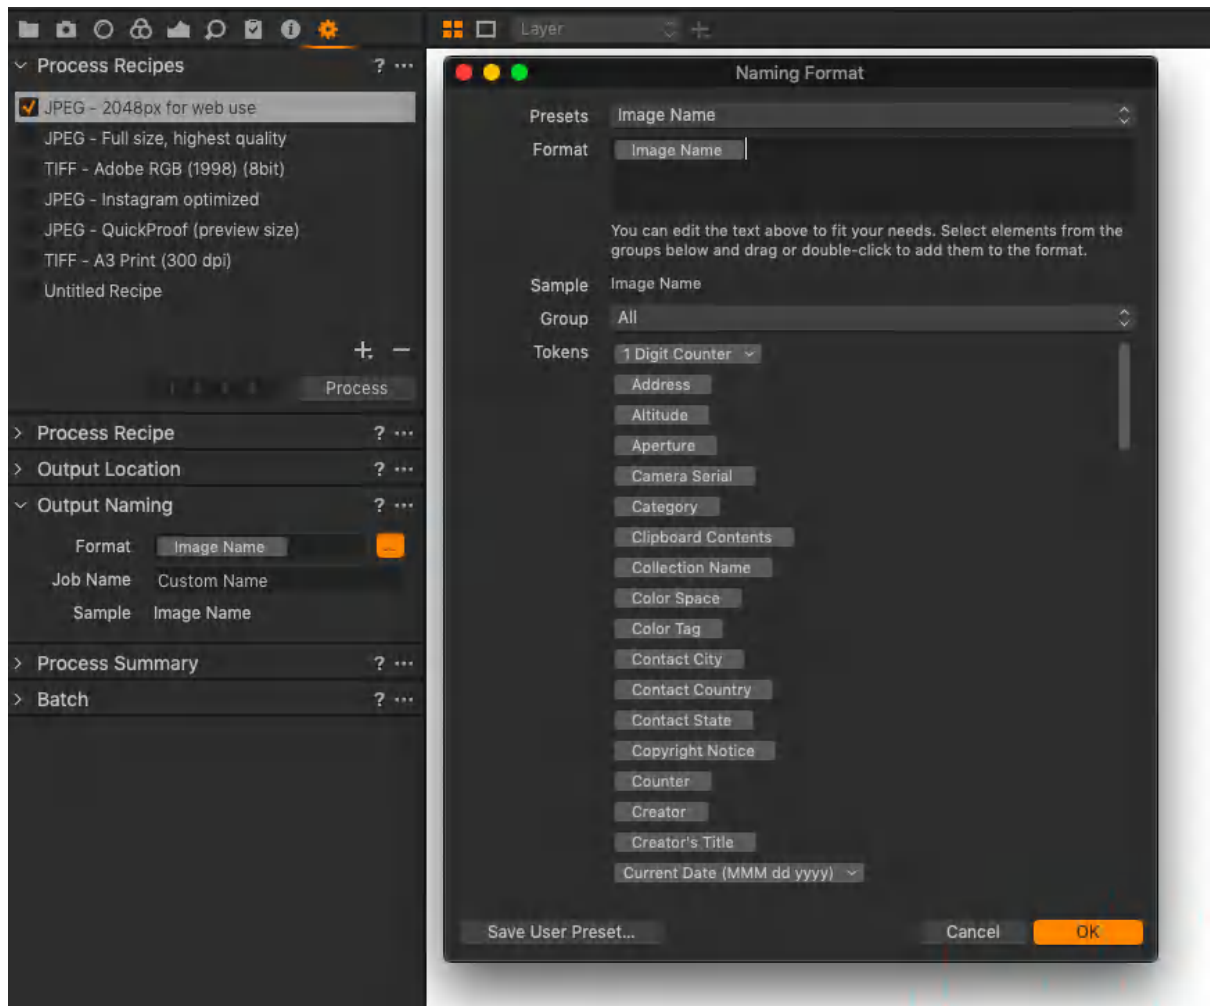 Layer
Process Recipes ? ...
JPEG - 2048px for web use
JPEG - Full size, highest quality
TIFF - Adobe RGB (1998) (8bit)
JPEG - Instagram optimized
JPEG - QuickProof (preview size)
TIFF - A3 Print (300 dpi)
Untitled Recipe
Process
Process Recipe ? ...
Output Location ? ...
Output Naming ? ...
Format Image Name ...
Job Name Custom Name
Sample Image Name
Process Summary ? ...
Batch ? ...
Naming Format
Presets Image Name
Format Image Name
You can edit the text above to fit your needs. Select elements from the
groups below and drag or double-click to add them to the format.
Sample Image Name
Group All
Tokens 1 Digit Counter
Address
Altitude
Aperture
Camera Serial
Category
Clipboard Contents
Collection Name
Color Space
Color Tag
Contact City
Contact Country
Contact State
Copyright Notice
Counter
Creator
Creator's Title
Current Date (MMM dd yyyy)
Save User Preset... Cancel OK